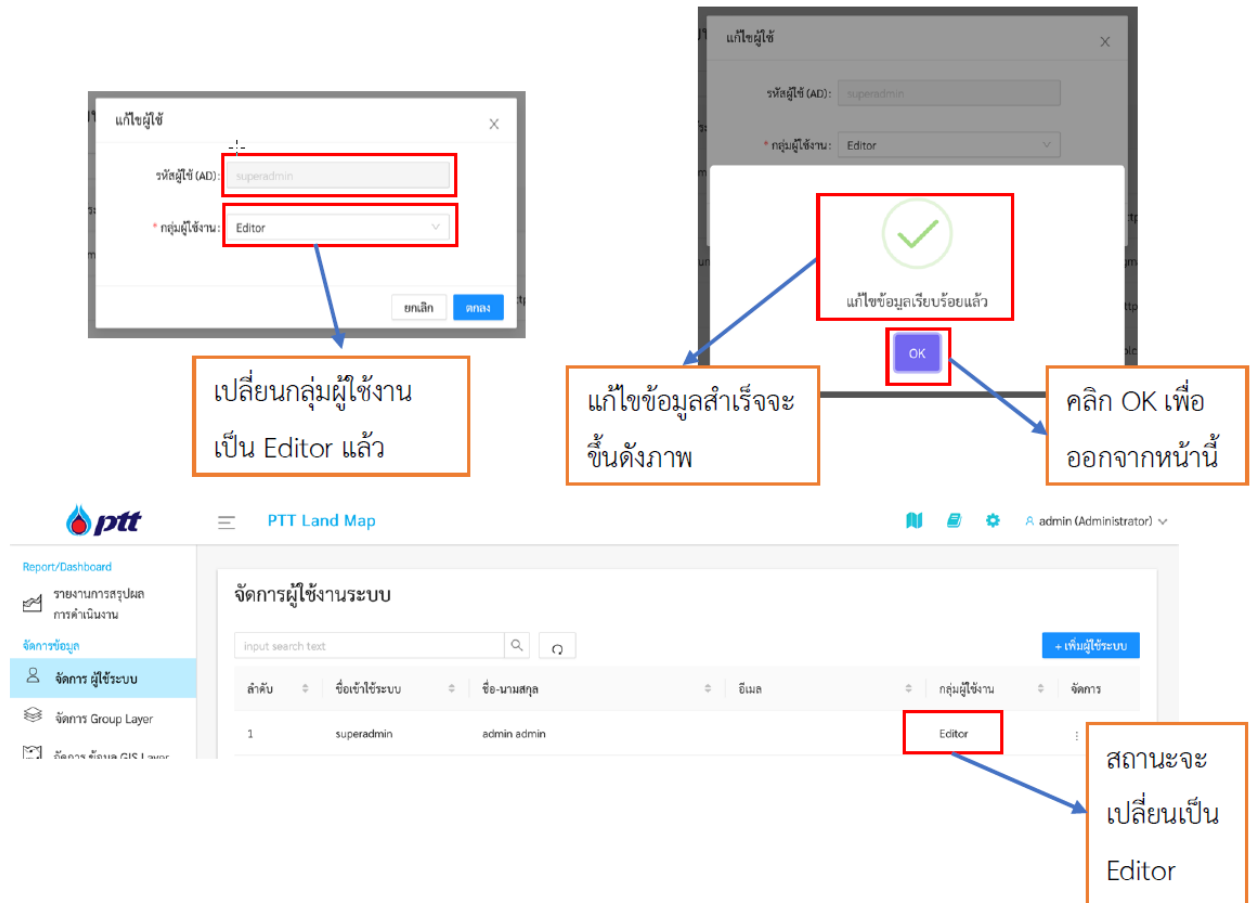 แก้ไขผู้ใช้
รหัสผู้ใช้ (AD): superadmin
* กลุ่มผู้ใช้งาน: Editor
ยกเลิก ตกลง
เปลี่ยนกลุ่มผู้ใช้งาน
เป็น Editor แล้ว
แก้ไขผู้ใช้
รหัสผู้ใช้ (AD): superadmin
* กลุ่มผู้ใช้งาน: Editor
แก้ไขข้อมูลเรียบร้อยแล้ว
OK
แก้ไขข้อมูลสำเร็จจะ
ขึ้นดังภาพ
คลิก OK เพื่อ
ออกจากหน้านี้
ptt
PTT Land Map
admin (Administrator)
Report/Dashboard
รายงานการสรุปผล
การดำเนินงาน
จัดการข้อมูล
จัดการ ผู้ใช้ระบบ
จัดการ Group Layer
จัดการ ข้อมูล GIS Layer
จัดการผู้ใช้งานระบบ
input search text
+ เพิ่มผู้ใช้ระบบ
ลำดับ ชื่อเข้าใช้ระบบ ชื่อ-นามสกุล อีเมล กลุ่มผู้ใช้งาน จัดการ
1 superadmin admin admin Editor
สถานะจะ
เปลี่ยนเป็น
Editor